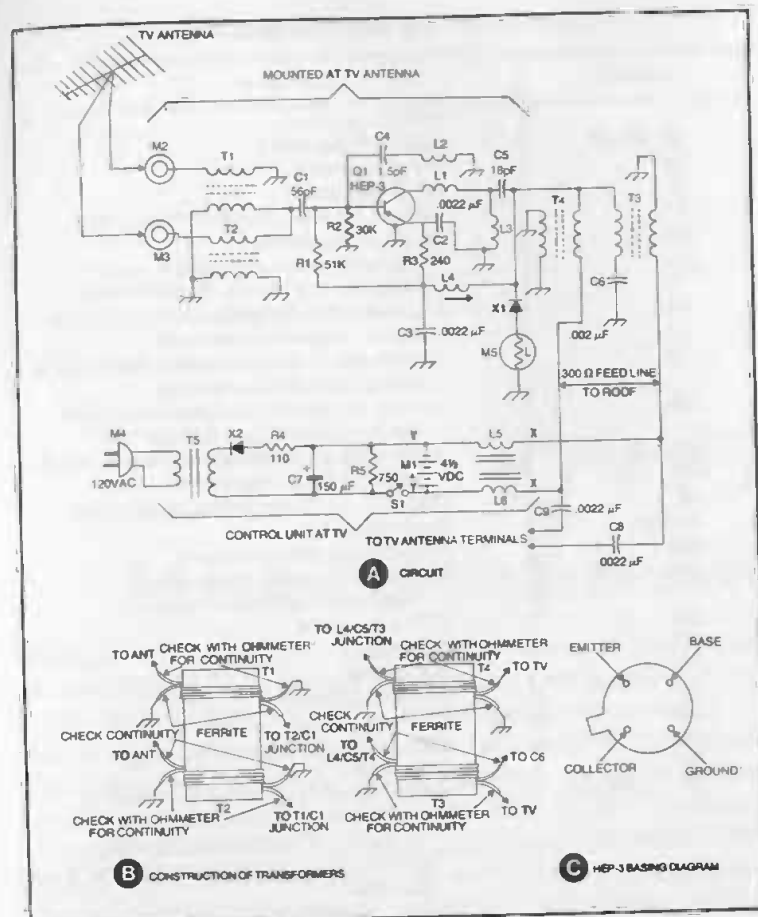 TV ANTENNA
MOUNTED AT TV ANTENNA
M2
T1
C1
56pF
C4
1.5pF
L2
Q1
HEP-3
L1
C5
18pF
.0022 µF
C2
R2
30K
L3
T4
T3
M3
T2
R1
51K
R3
240
L4
C6
X1
C3
.0022 µF
M5
L
.002 µF
300 Ω FEED LINE
TO ROOF
M4
120VAC
T5
X2
R4
110
C7
+
150 µF
R5
750
S1
Y
M1
4½
VDC
+
Y
L5
X
L6
X
C9
.0022 µF
CONTROL UNIT AT TV
TO TV ANTENNA TERMINALS
C8
.0022 µF
A CIRCUIT
TO ANT
CHECK WITH OHMMETER
FOR CONTINUITY
T1
CHECK CONTINUITY
FERRITE
TO T2/C1
JUNCTION
TO ANT
CHECK WITH OHMMETER
FOR CONTINUITY
T2
TO T1/C1
JUNCTION
TO L4/C5/T3
JUNCTION
CHECK WITH OHMMETER
FOR CONTINUITY
T4
TO TV
CHECK
CONTINUITY
FERRITE
TO
L4/C5/T4
TO C6
CHECK WITH OHMMETER
FOR CONTINUITY
T3
TO TV
EMITTER
BASE
COLLECTOR
GROUND
B CONSTRUCTION OF TRANSFORMERS
C HEP-3 BASING DIAGRAM